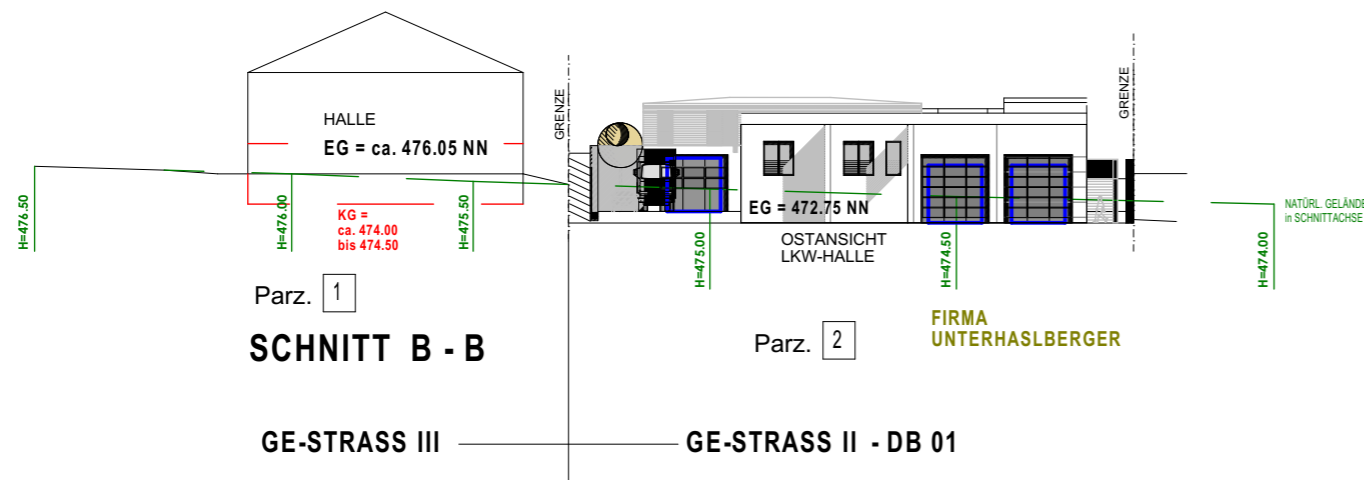 GRENZE
GRENZE
HALLE
EG = ca. 476.05 NN
H=476.50
H=476.00
KG =
ca. 474.00
bis 474.50
H=475.50
EG = 472.75 NN
OSTANSICHT
LKW-HALLE
H=475.00
H=474.50
H=474.00
NATÜRL. GELÄNDE
in SCHNITTACHSE
Parz. 1
SCHNITT B - B
Parz. 2
FIRMA
UNTERHASLBERGER
GE-STRASS III
GE-STRASS II - DB 01